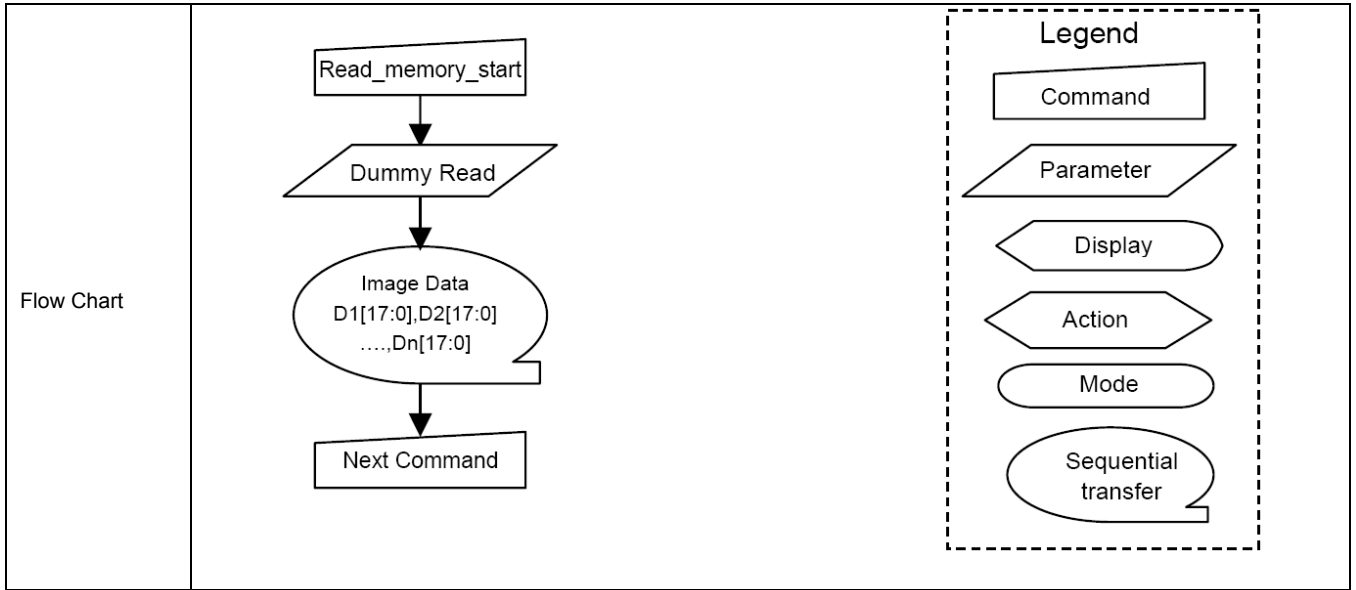 Flow Chart
Read_memory_start
Dummy Read
Image Data
D1[17:0],D2[17:0]
....,Dn[17:0]
Next Command
Legend
Command
Parameter
Display
Action
Mode
Sequential
transfer